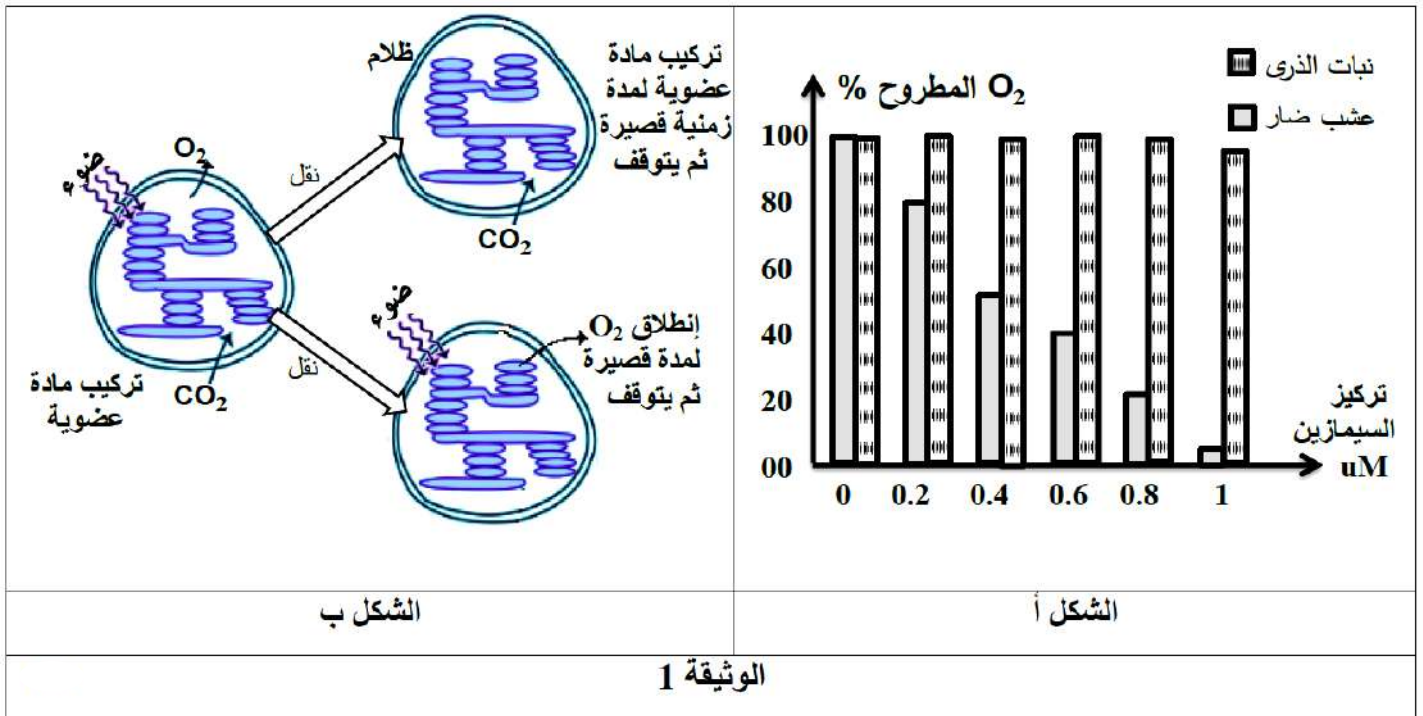 نبات الذرى
عشب ضار
% O₂ المطروح
100
80
60
40
20
00
0 0.2 0.4 0.6 0.8 1
تركيز
السيمازين
uM
ظلام
تركيب مادة
عضوية لمدة
زمنية قصيرة
ثم يتوقف
CO₂
نقل
ضوء
O₂
CO₂
تركيب مادة
عضوية
نقل
ضوء
إنطلاق O₂
لمدة قصيرة
ثم يتوقف
الشكل أ
الشكل ب
الوثيقة 1